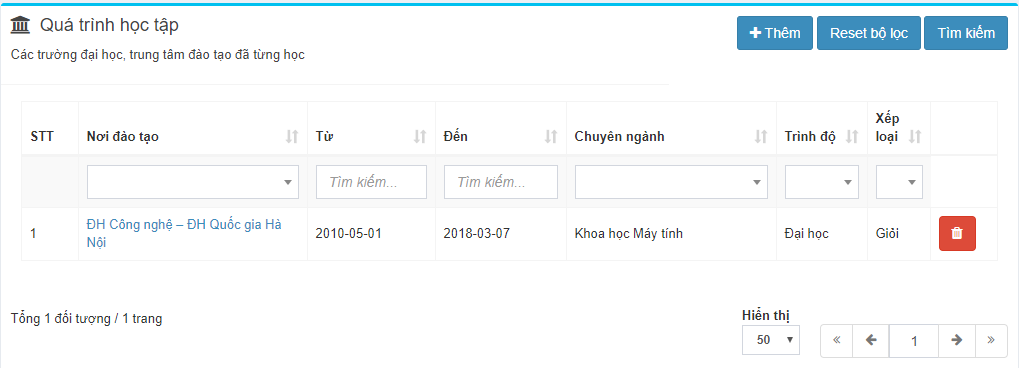 Quá trình học tập
Thêm
Reset bộ lọc
Tìm kiếm
Các trường đại học, trung tâm đào tạo đã từng học
STT
Nơi đào tạo
Từ
Đến
Chuyên ngành
Trình độ
Xếp
loại
Tìm kiếm...
Tìm kiếm...
1
ĐH Công nghệ – ĐH Quốc gia Hà
Nội
2010-05-01
2018-03-07
Khoa học Máy tính
Đại học
Giỏi
Tổng 1 đối tượng / 1 trang
Hiển thị
50
«
1
»